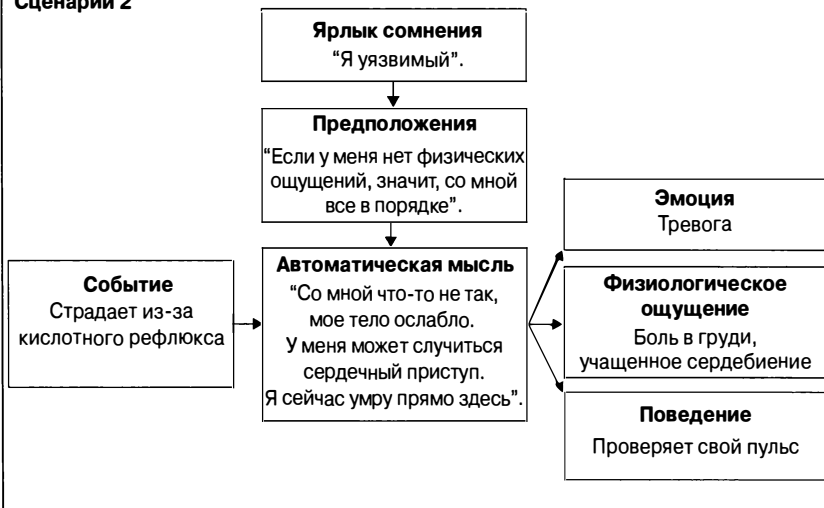 Сценарий 2
Ярлык сомнения
“Я уязвимый”.
Предположения
“Если у меня нет физических
ощущений, значит, со мной
все в порядке”.
Событие
Страдает из-за
кислотного рефлюкса
Автоматическая мысль
“Со мной что-то не так,
мое тело ослабло.
У меня может случиться
сердечный приступ.
Я сейчас умру прямо здесь”.
Эмоция
Тревога
Физиологическое
ощущение
Боль в груди,
учащенное сердебиение
Поведение
Проверяет свой пульс